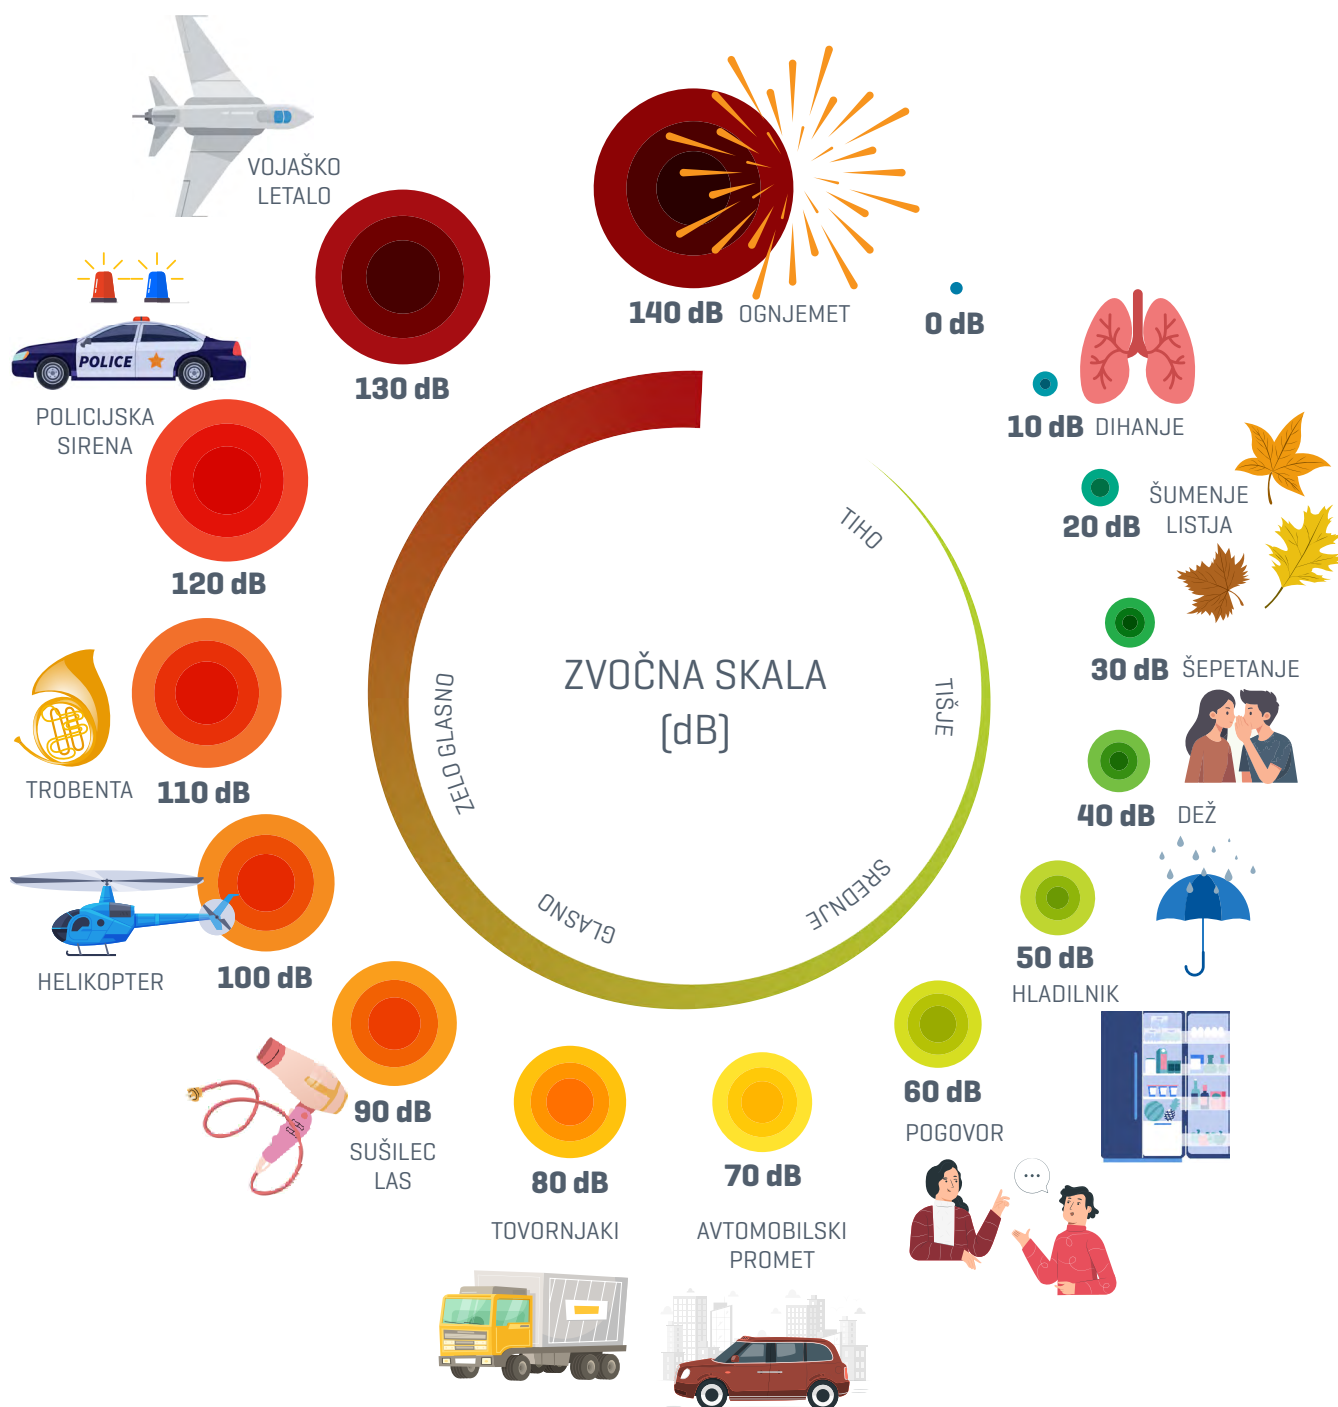 ZVOČNA SKALA
(dB)
TIHO
TIŠJE
SREDNJE
GLASNO
ZELO GLASNO
0 dB
10 dB DIHANJE
20 dB
ŠUMENJE
LISTJA
30 dB ŠEPETANJE
40 dB DEŽ
50 dB
HLADILNIK
60 dB
POGOVOR
70 dB
AVTOMOBILSKI
PROMET
80 dB
TOVORNJAKI
90 dB
SUŠILEC
LAS
100 dB
HELIKOPTER
110 dB
TROBENTA
120 dB
POLICIJSKA
SIRENA
POLICE
130 dB
VOJAŠKO
LETALO
140 dB OGNJEMET